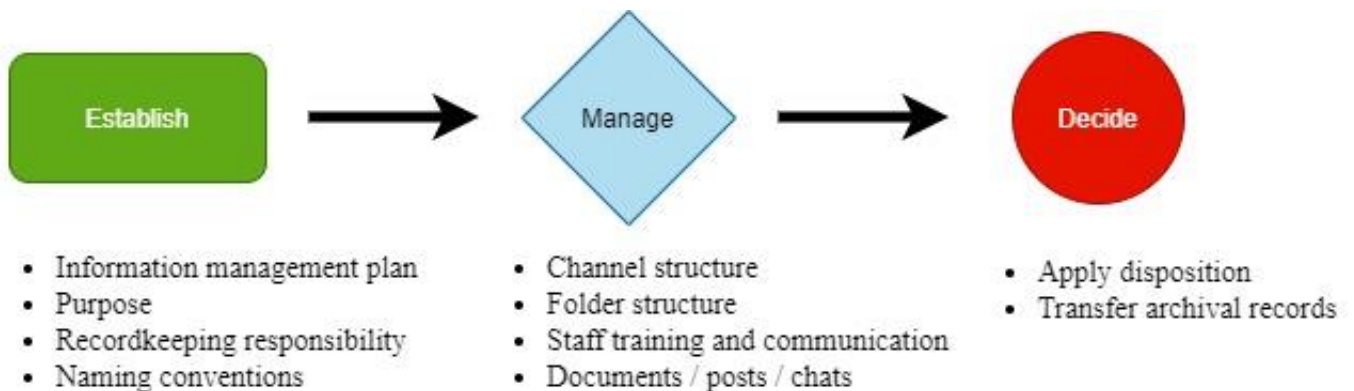 Establish
Manage
Decide
• Information management plan
• Purpose
• Recordkeeping responsibility
• Naming conventions
• Channel structure
• Folder structure
• Staff training and communication
• Documents / posts / chats
• Apply disposition
• Transfer archival records